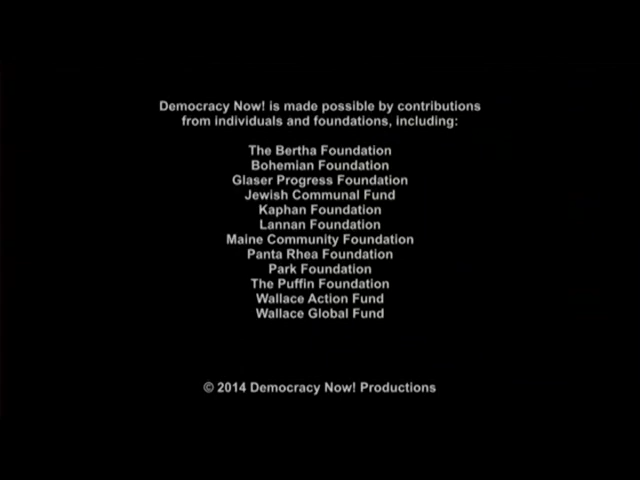 Democracy Now! is made possible by contributions
from individuals and foundations, including:
The Bertha Foundation
Bohemian Foundation
Glaser Progress Foundation
Jewish Communal Fund
Kaphan Foundation
Lannan Foundation
Maine Community Foundation
Panta Rhea Foundation
Park Foundation
The Puffin Foundation
Wallace Action Fund
Wallace Global Fund
© 2014 Democracy Now! Productions